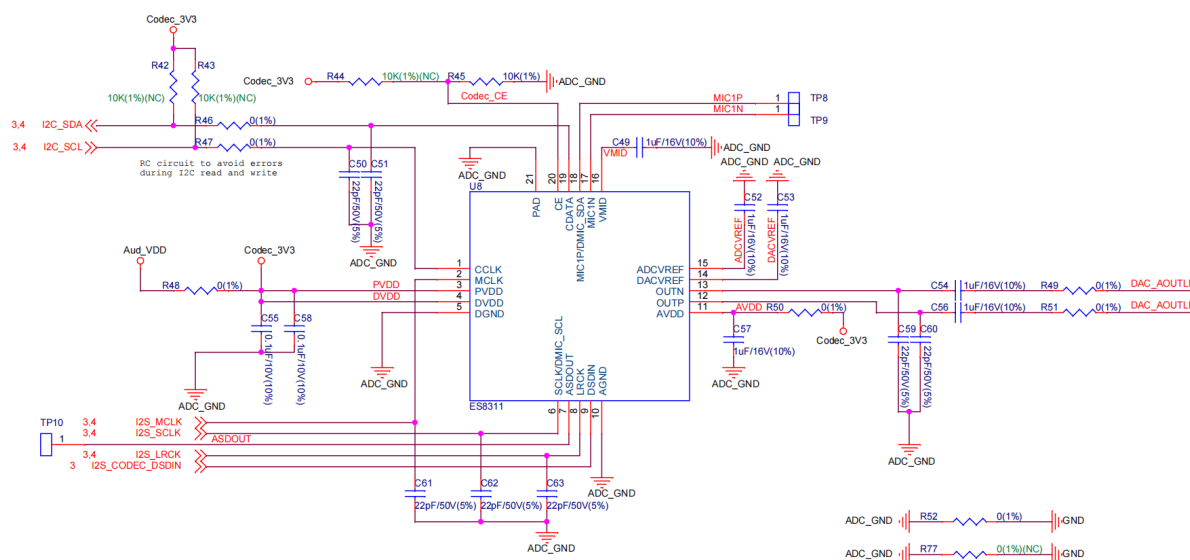 Codec_3V3
R42
R43
10K(1%)(NC)
10K(1%)(NC)
Codec_3V3
R44
10K(1%)(NC)
R45
10K(1%)
ADC_GND
Codec_CE
MIC1P
1
TP8
MIC1N
1
TP9
3,4
I2C_SDA
R46
0(1%)
3,4
I2C_SCL
R47
0(1%)
RC circuit to avoid errors
during I2C read and write
C50
22pF/50V(5%)
C51
22pF/50V(5%)
ADC_GND
ADC_GND
C49
1uF/16V(10%)
VMID
ADC_GND
ADC_GND
ADC_GND
C52
1uF/16V(10%)
C53
1uF/16V(10%)
ADCVREF
DACVREF
U8
21
20
19
18
17
16
PAD
CE
CDATA
MIC1P/DMIC_SDA
MIC1N
VMID
Aud_VDD
Codec_3V3
R48
0(1%)
PVDD
DVDD
1
CCLK
2
MCLK
3
PVDD
4
DVDD
5
DGND
ADCVREF
15
DACVREF
14
OUTN
13
OUTP
12
AVDD
11
C55
0.1uF/10V(10%)
C58
0.1uF/10V(10%)
ADC_GND
ADC_GND
AVDD
R50
0(1%)
Codec_3V3
C57
1uF/16V(10%)
ADC_GND
C54
1uF/16V(10%)
R49
0(1%)
DAC_AOUTL
C56
1uF/16V(10%)
R51
0(1%)
DAC_AOUTL
C59
22pF/50V(5%)
C60
22pF/50V(5%)
ADC_GND
SCLK/DMIC_SCL
ASDOUT
LRCK
DSDIN
AGND
ES8311
6
7
8
9
10
TP10
1
3,4
I2S_MCLK
3,4
I2S_SCLK
ASDOUT
3,4
I2S_LRCK
3
I2S_CODEC_DSDIN
C61
22pF/50V(5%)
C62
22pF/50V(5%)
C63
22pF/50V(5%)
ADC_GND
ADC_GND
ADC_GND
R52
0(1%)
GND
ADC_GND
R77
0(1%)(NC)
GND